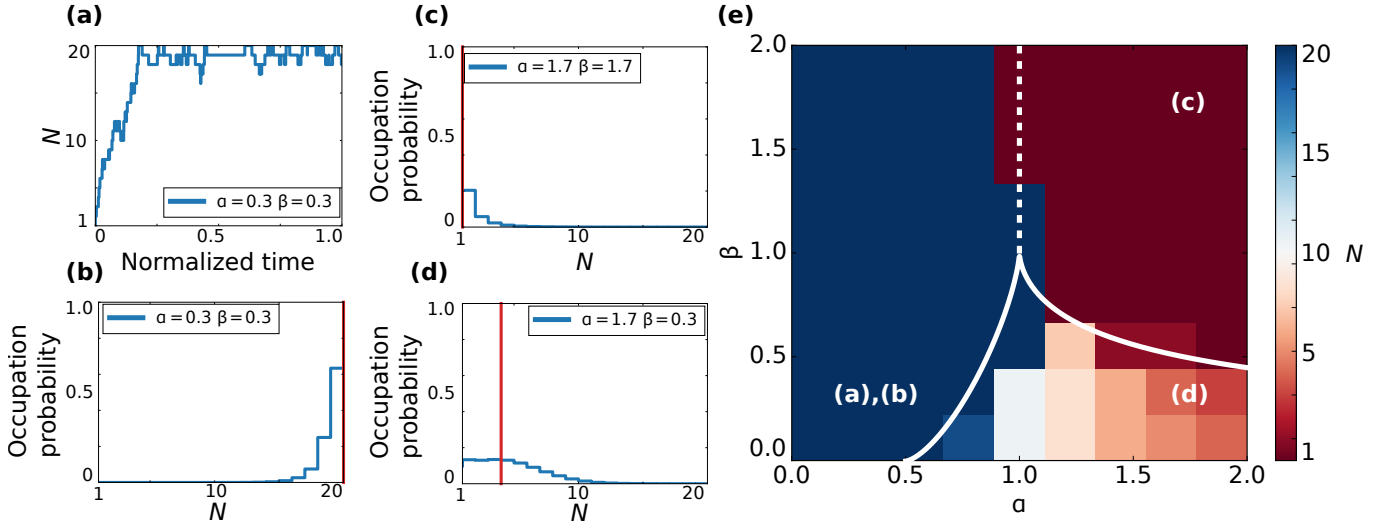 (a)
20
10
1
N
0
0.5
1.0
Normalized time
α = 0.3 β = 0.3
(b)
1.0
0.5
0
Occupation
probability
1
10
20
N
α = 0.3 β = 0.3
(c)
1.0
0.5
0
Occupation
probability
1
10
20
N
α = 1.7 β = 1.7
(d)
1.0
0.5
0
Occupation
probability
1
10
20
N
α = 1.7 β = 0.3
(e)
2.0
1.5
1.0
0.5
0.0
β
0.0
0.5
1.0
1.5
2.0
α
(c)
(a),(b)
(d)
20
15
10
5
1
N